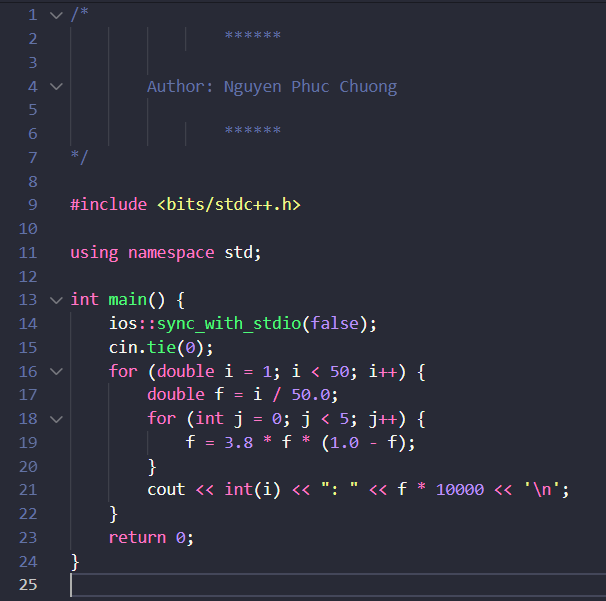 1 /*
2 ******
3
4 Author: Nguyen Phuc Chuong
5
6 ******
7 */
8
9 #include <bits/stdc++.h>
10
11 using namespace std;
12
13 int main() {
14 ios::sync_with_stdio(false);
15 cin.tie(0);
16 for (double i = 1; i < 50; i++) {
17 double f = i / 50.0;
18 for (int j = 0; j < 5; j++) {
19 f = 3.8 * f * (1.0 - f);
20 }
21 cout << int(i) << ": " << f * 10000 << '\n';
22 }
23 return 0;
24 }
25